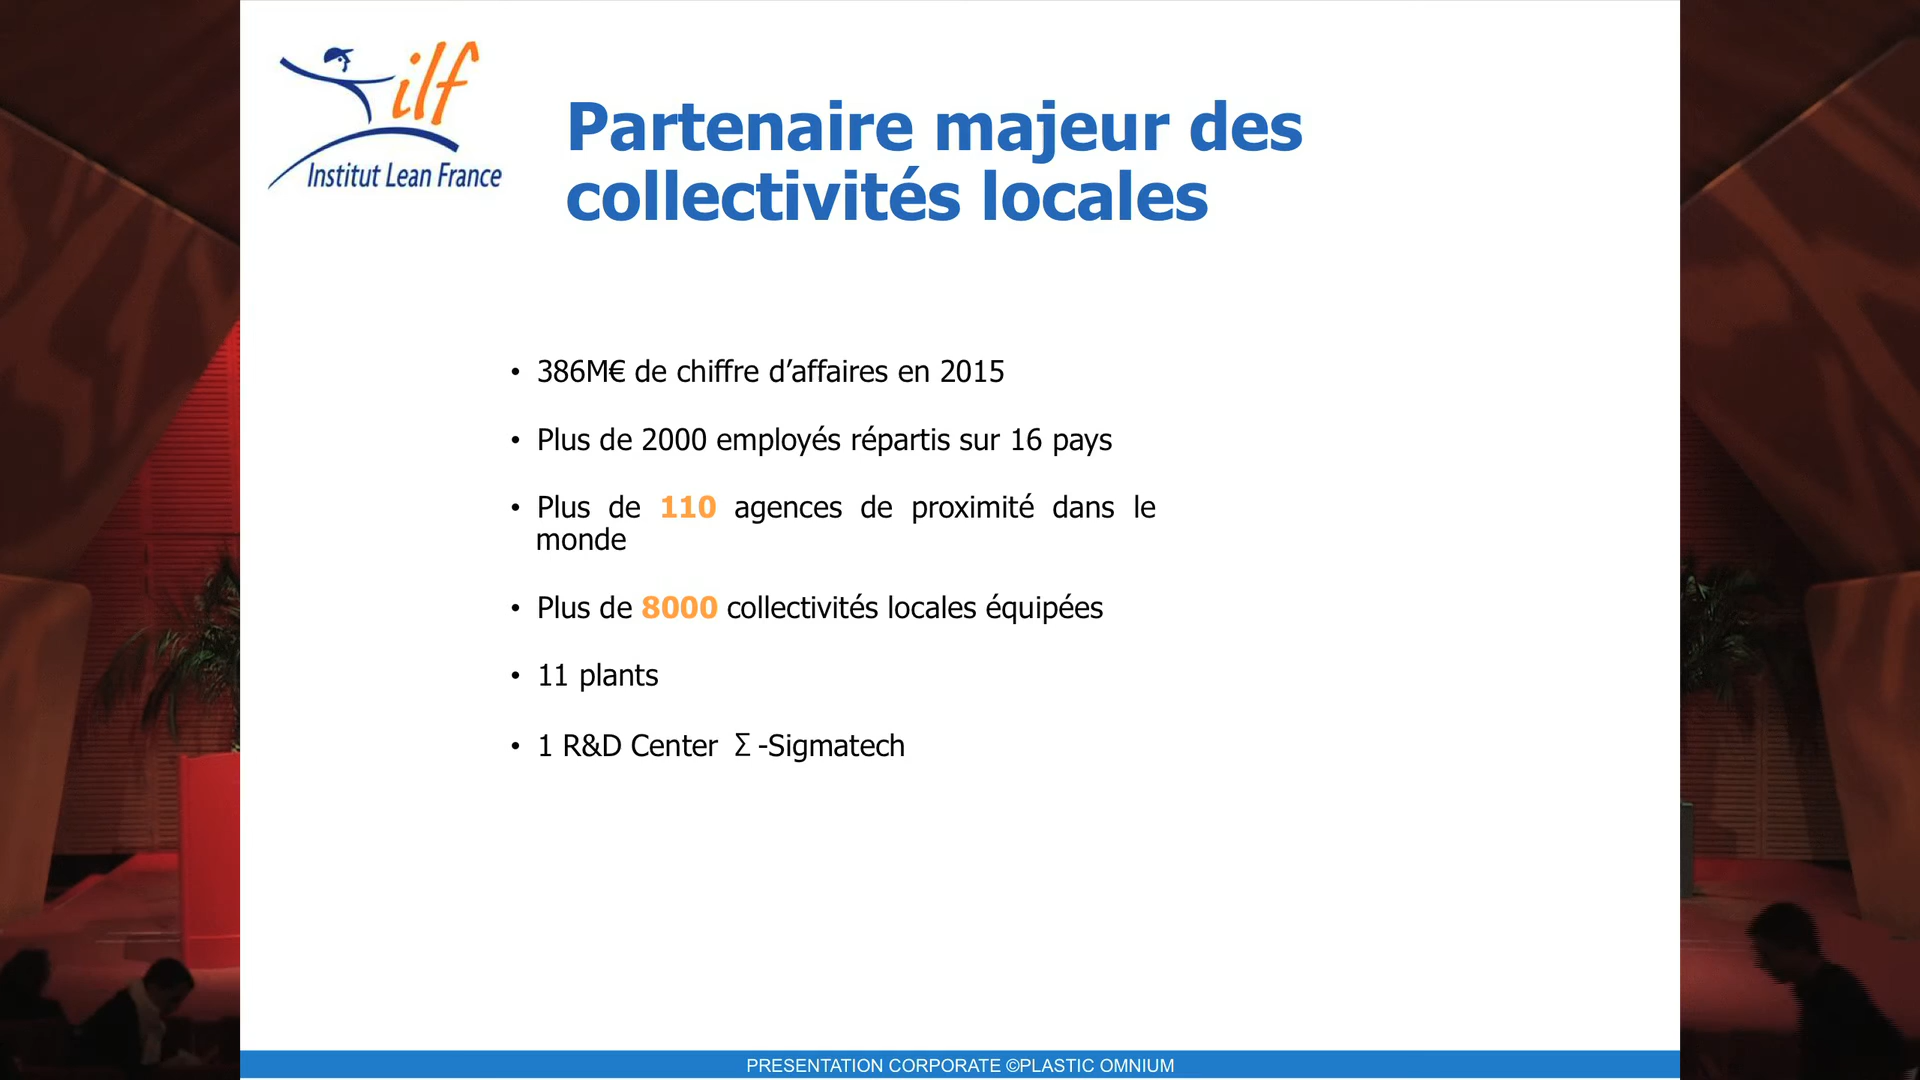 ilf
Institut Lean France
Partenaire majeur des
collectivités locales
• 386M€ de chiffre d’affaires en 2015
• Plus de 2000 employés répartis sur 16 pays
• Plus de 110 agences de proximité dans le
monde
• Plus de 8000 collectivités locales équipées
• 11 plants
• 1 R&D Center Σ -Sigmatech
PRESENTATION CORPORATE ©PLASTIC OMNIUM